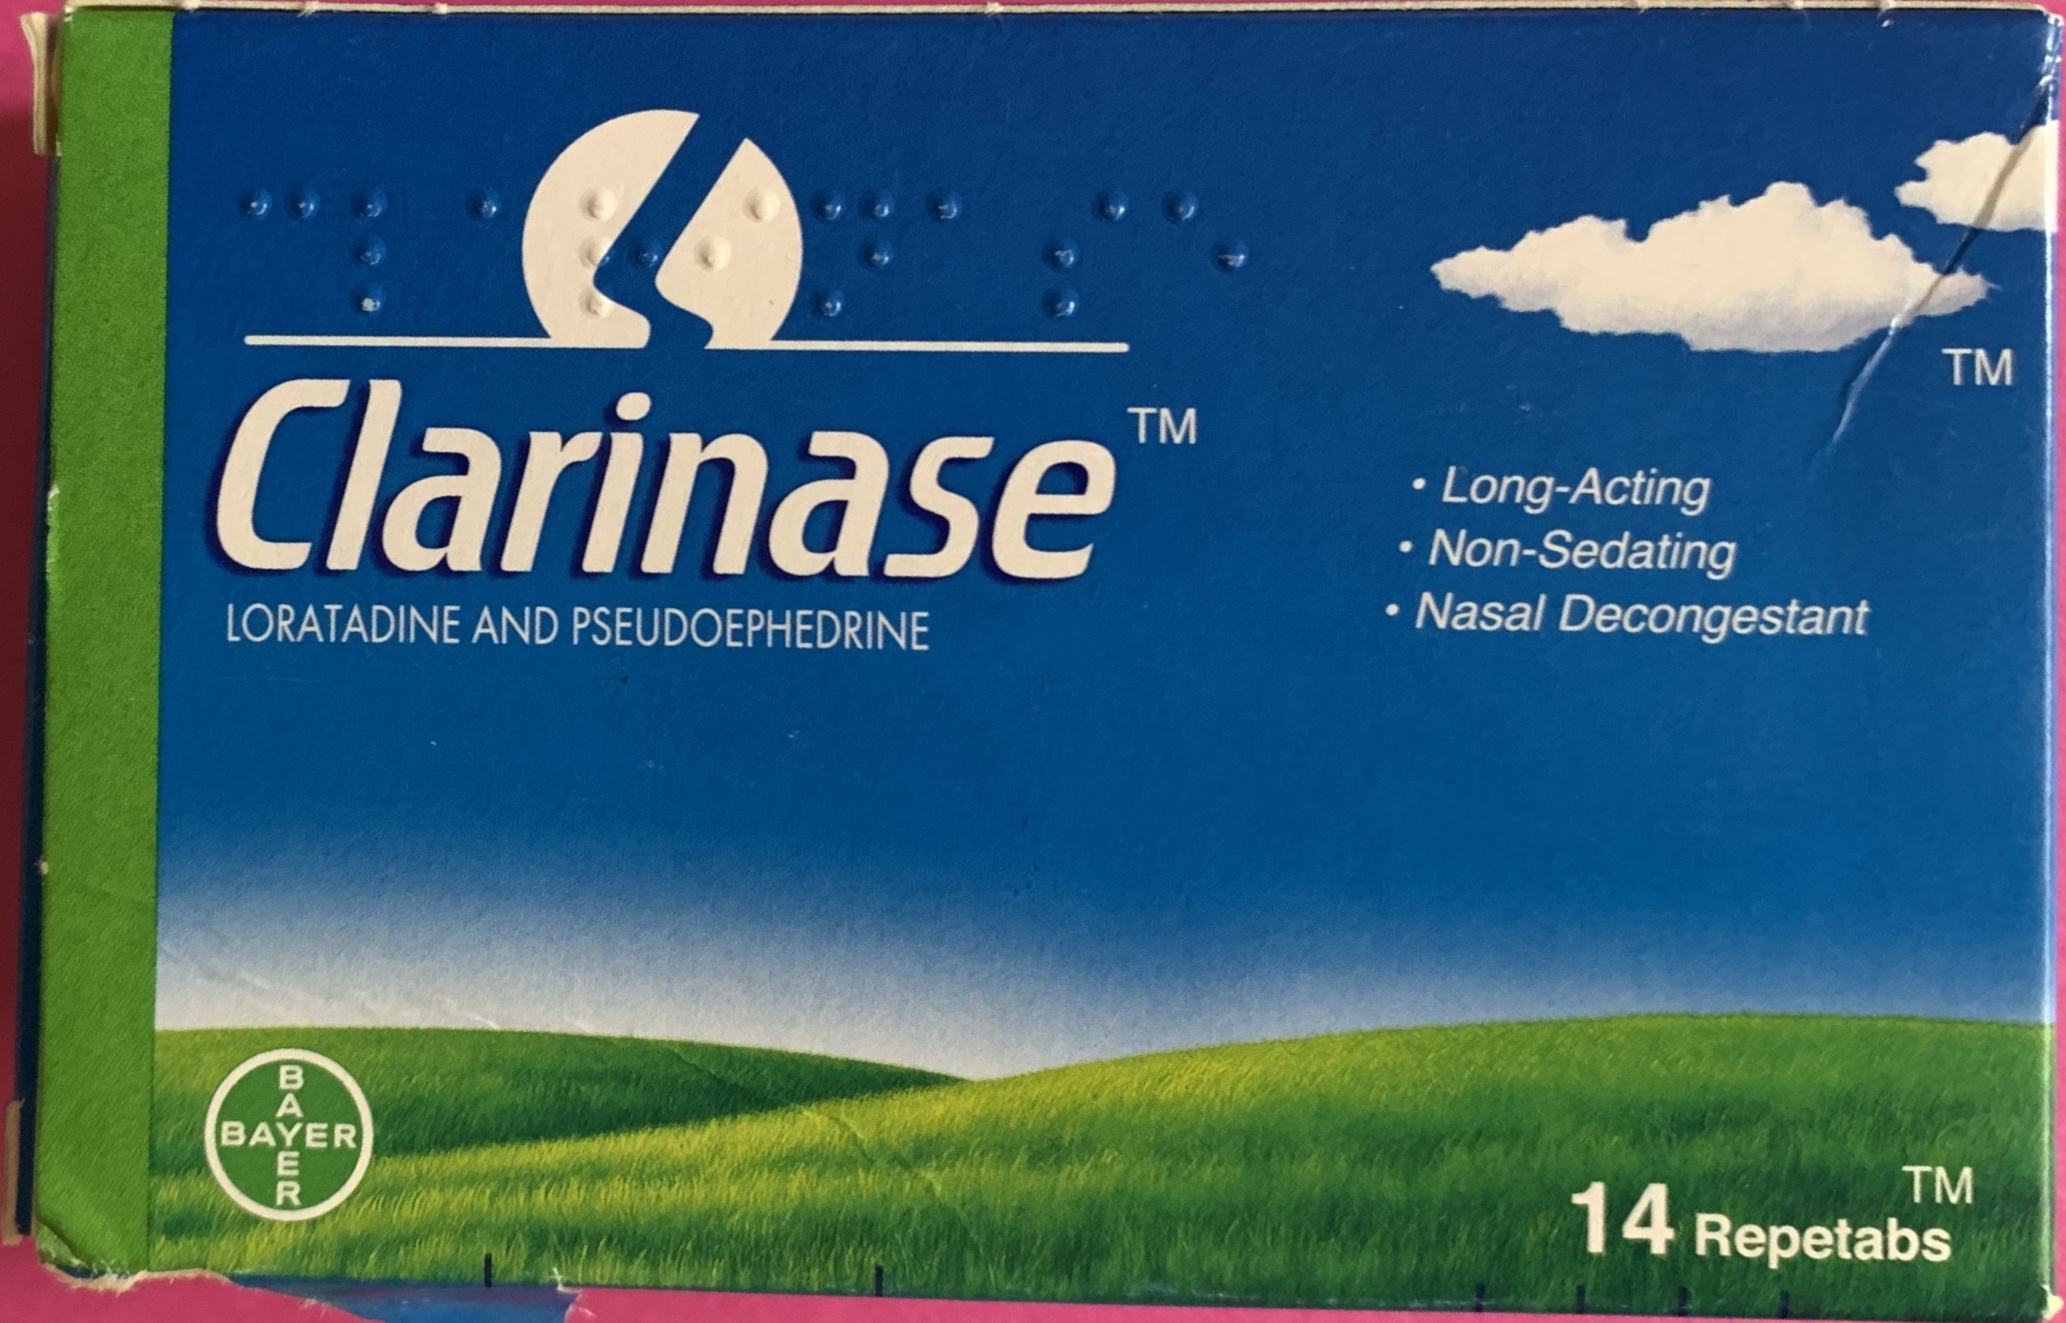 Clarinase™
LORATADINE AND PSEUDOEPHEDRINE
TM
• Long-Acting
• Non-Sedating
• Nasal Decongestant
BAYER
BAYER
14 Repetabs™